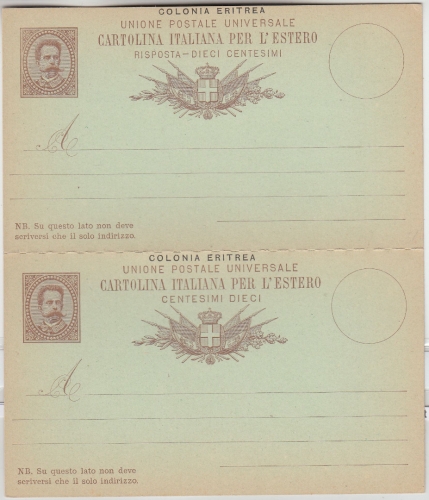 COLONIA ERITREA
UNIONE POSTALE UNIVERSALE
CARTOLINA ITALIANA PER L'ESTERO
RISPOSTA-DIECI CENTESIMI
A
NB. Su questo lato non deve
scriversi che il solo indirizzo.
COLONIA ERITREA
UNIONE POSTALE UNIVERSALE
CARTOLINA ITALIANA PER L'ESTERO
CENTESIMI DIECI
A
NB. Su questo lato non deve
scriversi che il solo indirizzo.